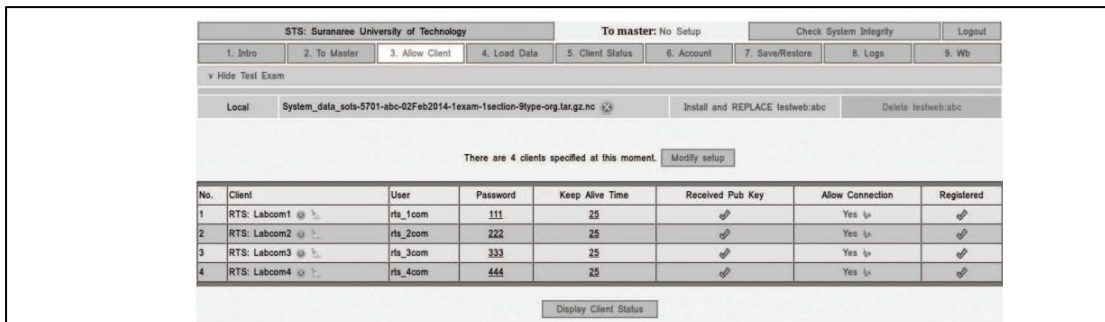 STS: Suranaree University of Technology To master: No Setup Check System Integrity Logout
1. Intro 2. To Master 3. Allow Client 4. Load Data 5. Client Status 6. Account 7. Save/Restore 8. Logs 9. Wb
v Hide Test Exam
Local System_data_sots-5701-abc-02Feb2014-1exam-1section-9type-org.tar.gz.nc Install and REPLACE testweb:abc Delete testweb:abc
There are 4 clients specified at this moment. Modify setup
No. Client User Password Keep Alive Time Received Pub Key Allow Connection Registered
1 RTS: Labcom1 rts_1com 111 25 Yes
2 RTS: Labcom2 rts_2com 222 25 Yes
3 RTS: Labcom3 rts_3com 333 25 Yes
4 RTS: Labcom4 rts_4com 444 25 Yes
Display Client Status